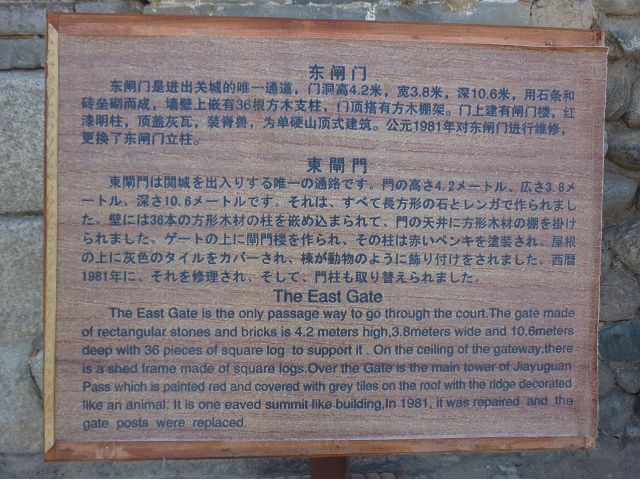 东闸门
东闸门是进出关城的唯一通道，门洞高4.2米，宽3.8米，深10.6米，用石条和
砖垒砌而成，墙壁上嵌有36根方木支柱，门顶搭有方木棚架。门上建有闸门楼，红
漆明柱，顶盖灰瓦，装脊兽，为单硬山顶式建筑。公元1981年对东闸门进行维修，
更换了东闸门立柱。
東閘門
東閘門は関城を出入りする唯一の通路です。門の高さ4.2メートル、広さ3.8メ
ートル、深さ10.6メートルです。それは、すべて長方形の石とレンガで作られまし
た。壁には36本の方形木材の柱を嵌め込まられて、門の天井に方形木材の棚を掛け
られました。ゲートの上に閘門楼を作られ、その柱は赤いペンキを塗装され、屋根
の上に灰色のタイルをカバーされ、棟が動物のように飾り付けをされました。西暦
1981年に、それを修理され、そして、門柱も取り替えられました。
The East Gate
The East Gate is the only passage way to go through the court.The gate made
of rectangular stones and bricks is 4.2 meters high,3.8meters wide and 10.6meters
deep with 36 pieces of square log to support it . On the ceiling of the gateway,there
is a shed frame made of square logs.Over the Gate is the main tower of Jiayuguan
Pass which is painted red and covered with grey tiles on the roof with the ridge decorated
like an animal. It is one eaved summit like building,In 1981, it was repaired and the
gate posts were replaced.